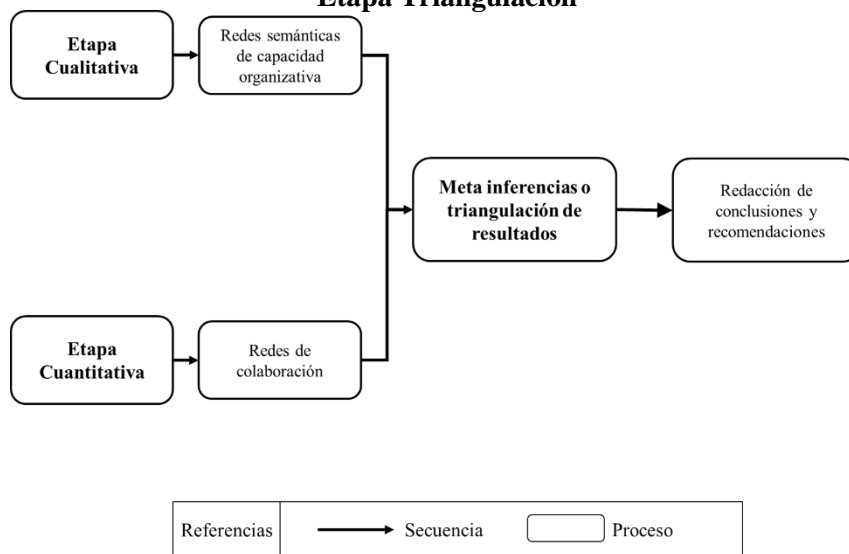 Etapa Triangulación
Etapa
Cualitativa
Redes semánticas
de capacidad
organizativa
Meta inferencias o
triangulación de
resultados
Redacción de
conclusiones y
recomendaciones
Etapa
Cuantitativa
Redes de
colaboración
Referencias
Secuencia
Proceso